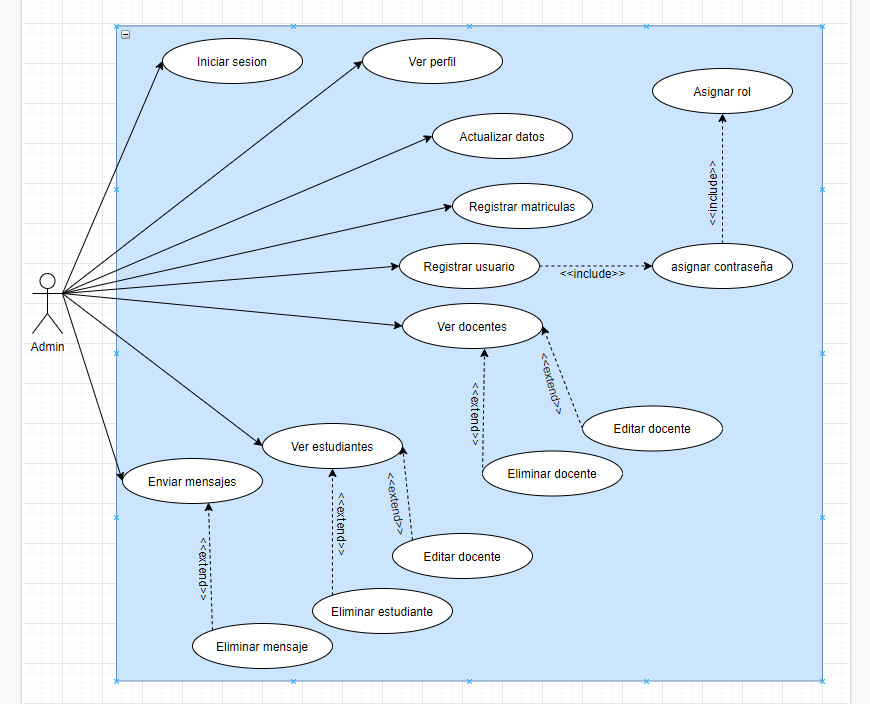 Iniciar sesion
Ver perfil
Asignar rol
Actualizar datos
<<include>>
Registrar matriculas
Registrar usuario
<<include>>
asignar contraseña
Admin
Ver docentes
<<extend>>
<<extend>>
Editar docente
Ver estudiantes
Eliminar docente
Enviar mensajes
<<extend>>
<<extend>>
<<extend>>
Editar docente
Eliminar estudiante
Eliminar mensaje